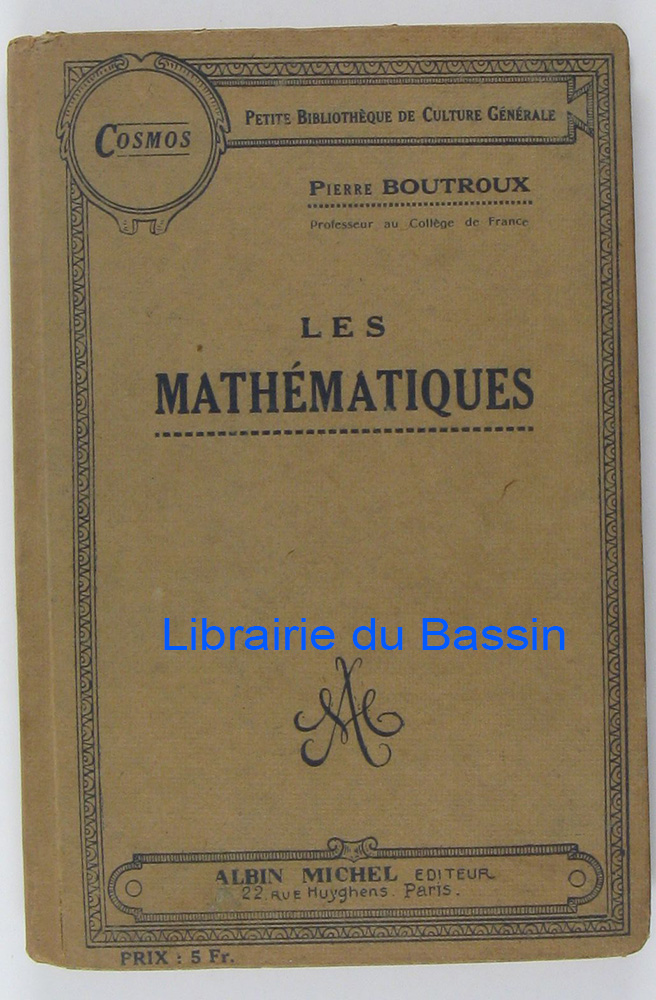 COSMOS
PETITE BIBLIOTHÈQUE DE CULTURE GÉNÉRALE
PIERRE BOUTROUX
Professeur au Collège de France
LES
MATHÉMATIQUES
Librairie du Bassin
AM
ALBIN MICHEL EDITEUR
22, RUE Huyghens. Paris.
PRIX : 5 Fr.